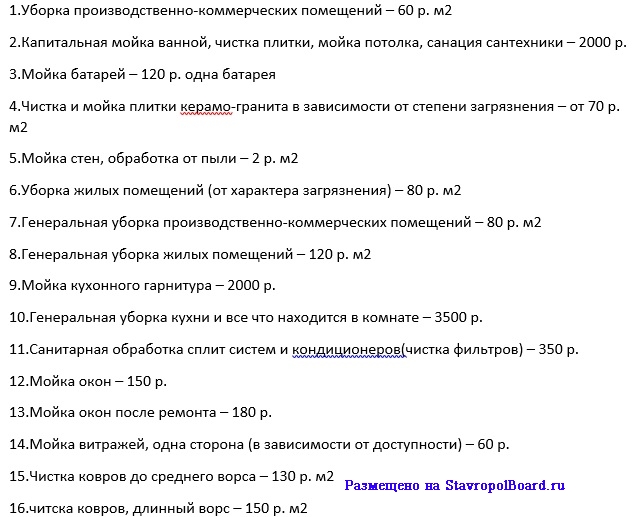 1.Уборка производственно-коммерческих помещений – 60 р. м2
2.Капитальная мойка ванной, чистка плитки, мойка потолка, санация сантехники – 2000 р.
3.Мойка батарей – 120 р. одна батарея
4.Чистка и мойка плитки керамо-гранита в зависимости от степени загрязнения – от 70 р.
м2
5.Мойка стен, обработка от пыли – 2 р. м2
6.Уборка жилых помещений (от характера загрязнения) – 80 р. м2
7.Генеральная уборка производственно-коммерческих помещений – 80 р. м2
8.Генеральная уборка жилых помещений – 120 р. м2
9.Мойка кухонного гарнитура – 2000 р.
10.Генеральная уборка кухни и все что находится в комнате – 3500 р.
11.Санитарная обработка сплит систем и кондиционеров(чистка фильтров) – 350 р.
12.Мойка окон – 150 р.
13.Мойка окон после ремонта – 180 р.
14.Мойка витражей, одна сторона (в зависимости от доступности) – 60 р.
15.Чистка ковров до среднего ворса – 130 р. м2
Размещено на StavropolBoard.ru
16.читска ковров, длинный ворс – 150 р. м2